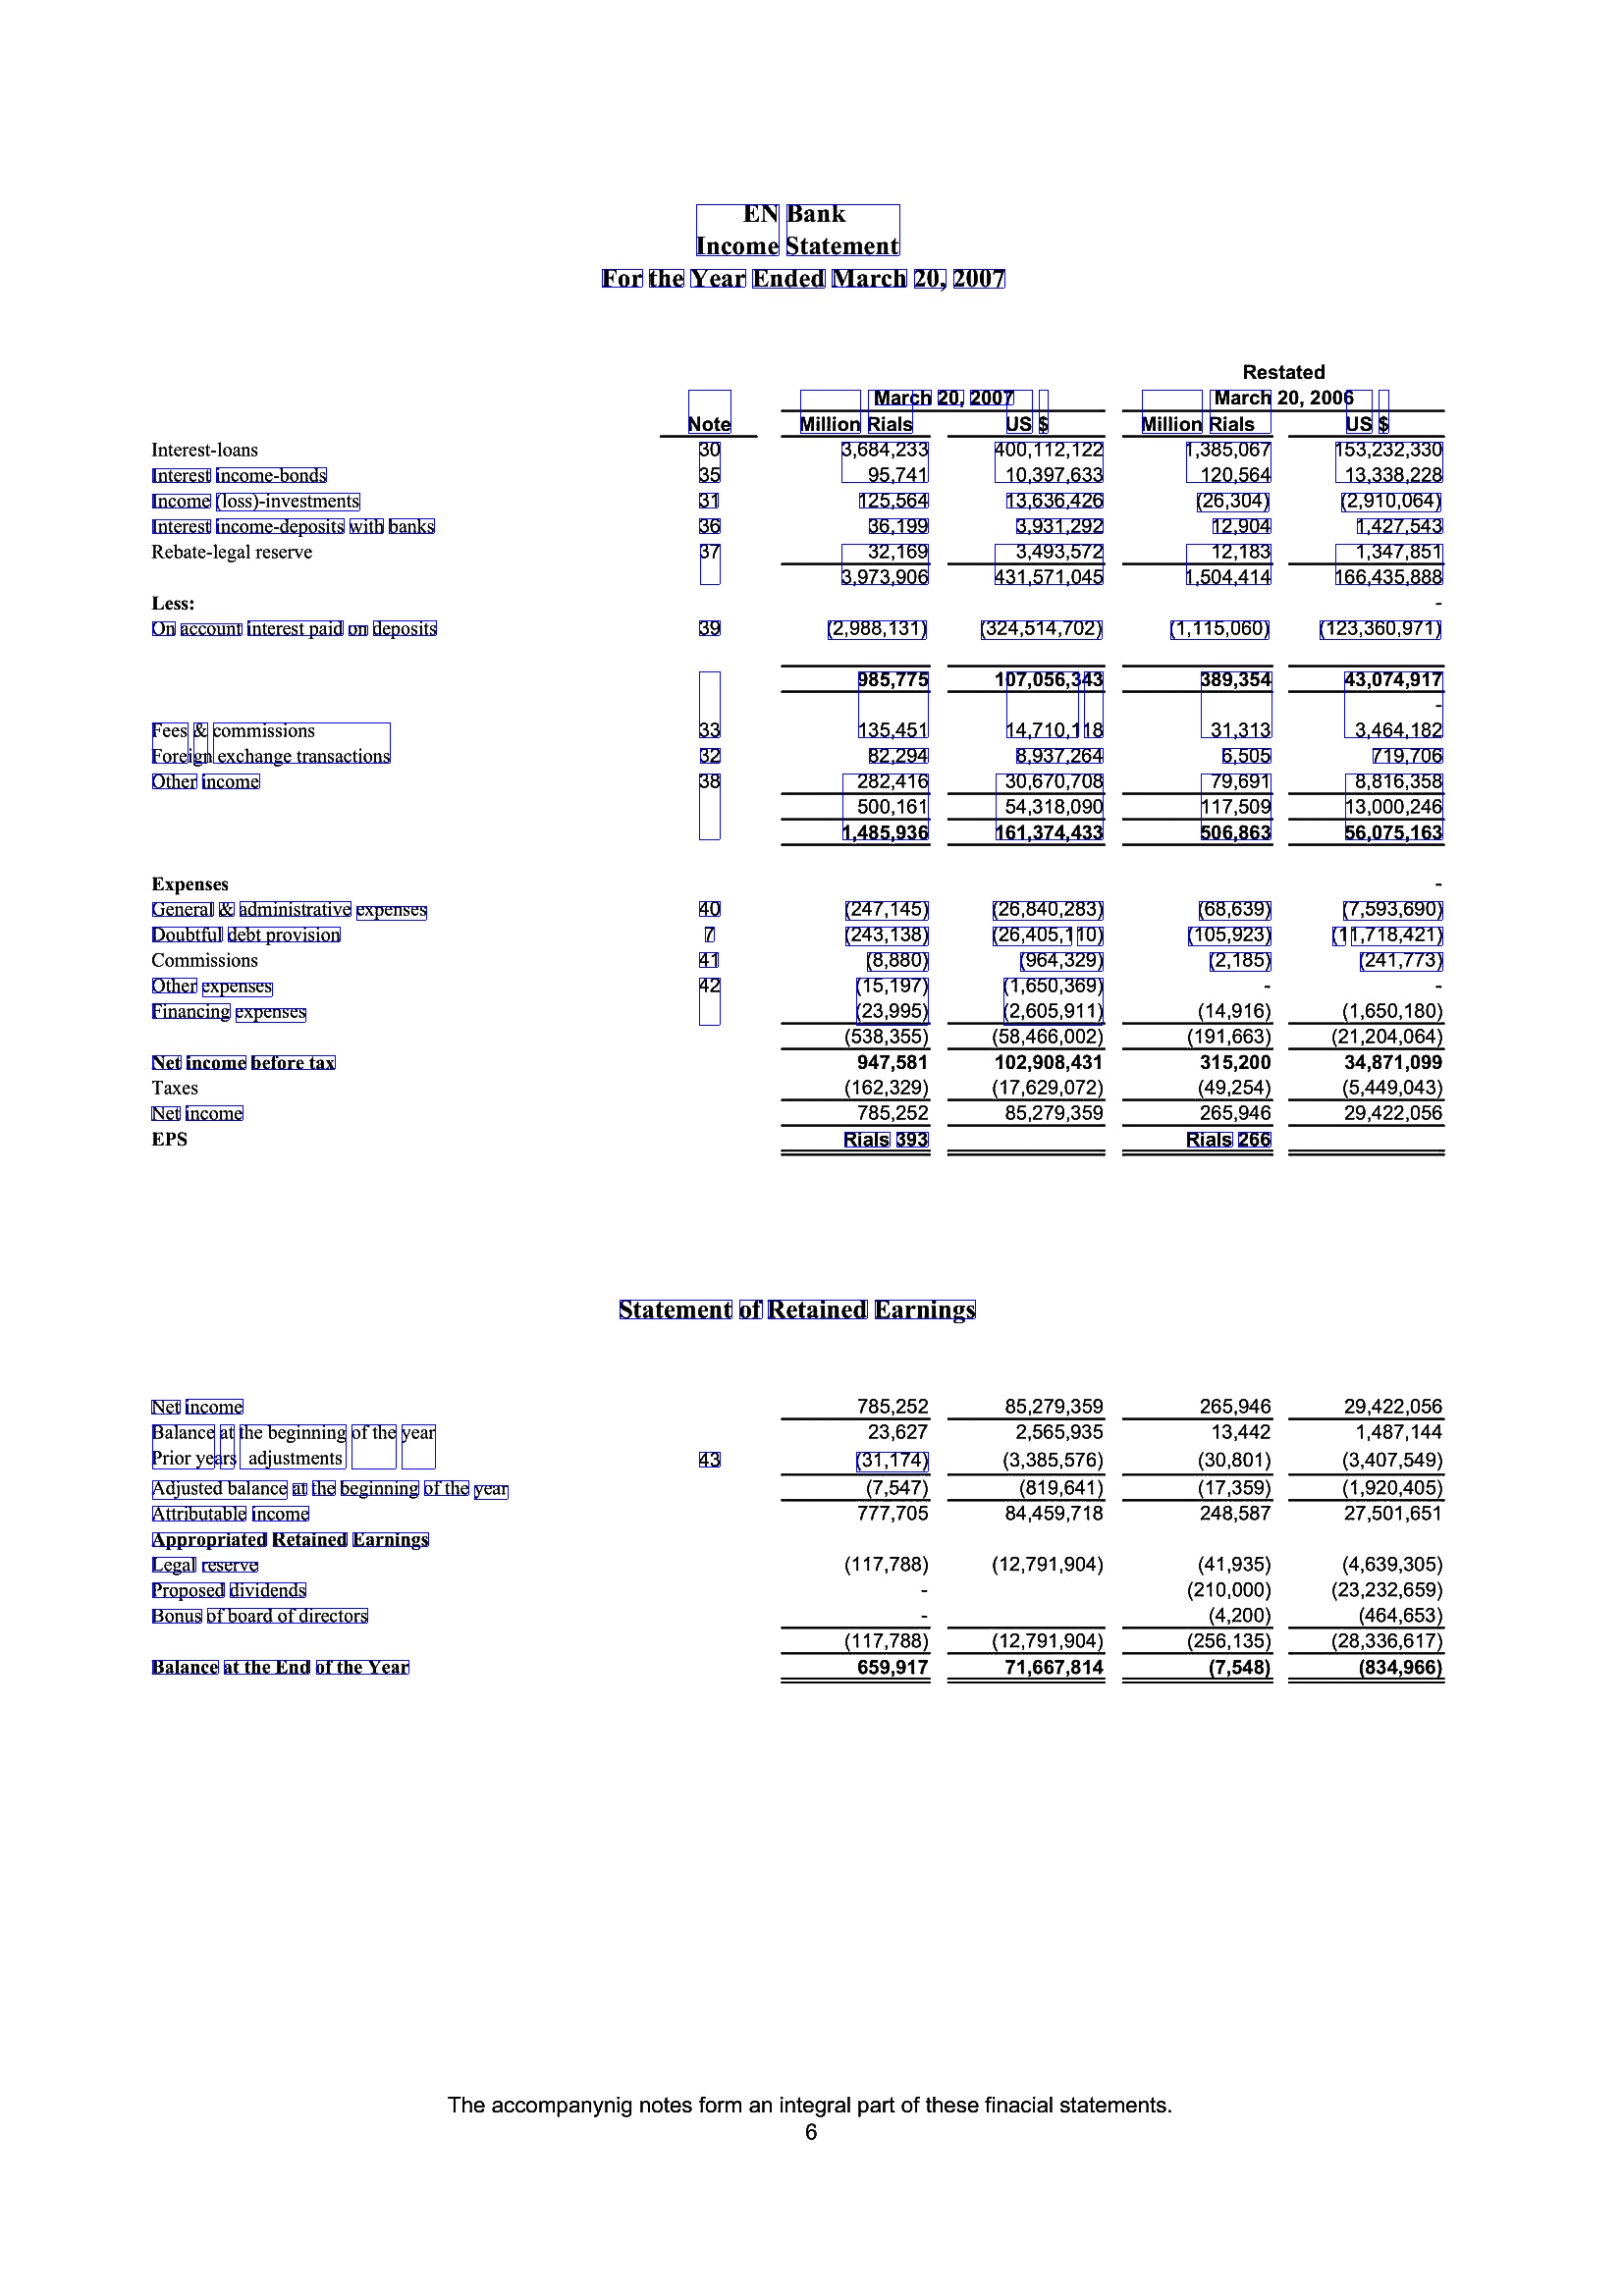 EN Bank
Income Statement
For the Year Ended March 20, 2007
Restated
March 20, 2007 March 20, 2006
Note Million Rials US $ Million Rials US $
Interest-loans 30 3,684,233 400,112,122 1,385,067 153,232,330
Interest income-bonds 35 95,741 10,397,633 120,564 13,338,228
Income (loss)-investments 31 125,564 13,636,426 (26,304) (2,910,064)
Interest income-deposits with banks 36 36,199 3,931,292 12,904 1,427,543
Rebate-legal reserve 37 32,169 3,493,572 12,183 1,347,851
3,973,906 431,571,045 1,504,414 166,435,888
Less: -
On account interest paid on deposits 39 (2,988,131) (324,514,702) (1,115,060) (123,360,971)
985,775 107,056,343 389,354 43,074,917
-
Fees & commissions 33 135,451 14,710,118 31,313 3,464,182
Foreign exchange transactions 32 82,294 8,937,264 6,505 719,706
Other income 38 282,416 30,670,708 79,691 8,816,358
500,161 54,318,090 117,509 13,000,246
1,485,936 161,374,433 506,863 56,075,163
Expenses -
General & administrative expenses 40 (247,145) (26,840,283) (68,639) (7,593,690)
Doubtful debt provision 7 (243,138) (26,405,110) (105,923) (11,718,421)
Commissions 41 (8,880) (964,329) (2,185) (241,773)
Other expenses 42 (15,197) (1,650,369) - -
Financing expenses (23,995) (2,605,911) (14,916) (1,650,180)
(538,355) (58,466,002) (191,663) (21,204,064)
Net income before tax 947,581 102,908,431 315,200 34,871,099
Taxes (162,329) (17,629,072) (49,254) (5,449,043)
Net income 785,252 85,279,359 265,946 29,422,056
EPS Rials 393 Rials 266
Statement of Retained Earnings
Net income 785,252 85,279,359 265,946 29,422,056
Balance at the beginning of the year 23,627 2,565,935 13,442 1,487,144
Prior years adjustments 43 (31,174) (3,385,576) (30,801) (3,407,549)
Adjusted balance at the beginning of the year (7,547) (819,641) (17,359) (1,920,405)
Attributable income 777,705 84,459,718 248,587 27,501,651
Appropriated Retained Earnings
Legal reserve (117,788) (12,791,904) (41,935) (4,639,305)
Proposed dividends - (210,000) (23,232,659)
Bonus of board of directors - (4,200) (464,653)
(117,788) (12,791,904) (256,135) (28,336,617)
Balance at the End of the Year 659,917 71,667,814 (7,548) (834,966)
The accompanynig notes form an integral part of these finacial statements.
6